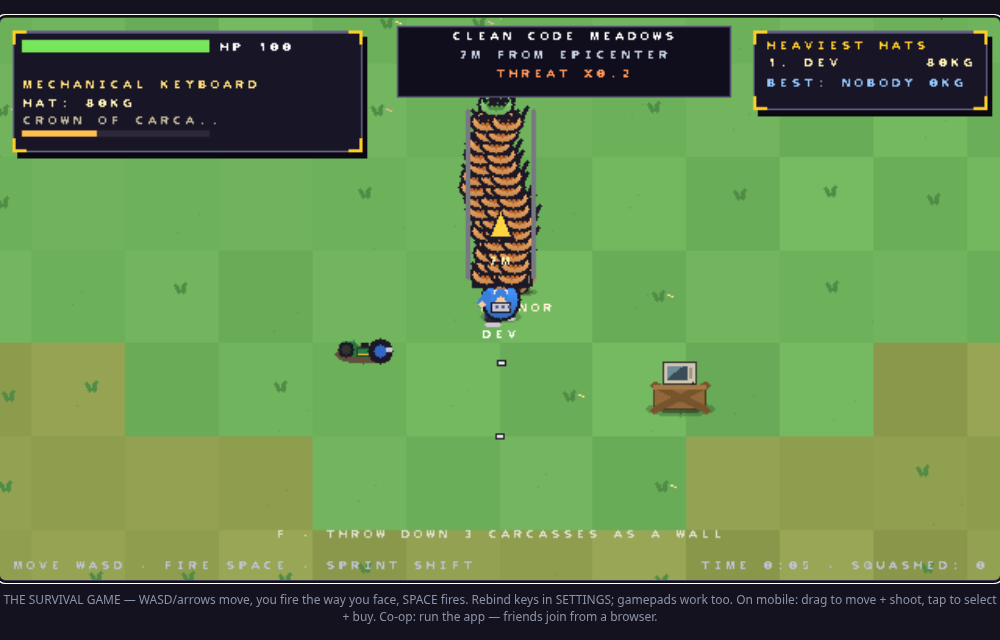 HP 100
MECHANICAL KEYBOARD
HAT: 80KG
CROWN OF CARCA..
CLEAN CODE MEADOWS
7M FROM EPICENTER
THREAT X0.2
HEAVIEST HATS
1. DEV 80KG
BEST: NOBODY 0KG
7M
NOR
DEV
F - THROW DOWN 3 CARCASSES AS A WALL
MOVE WASD · FIRE SPACE · SPRINT SHIFT
TIME 0:05 · SQUASHED: 0
THE SURVIVAL GAME — WASD/arrows move, you fire the way you face, SPACE fires. Rebind keys in SETTINGS; gamepads work too. On mobile: drag to move + shoot, tap to select
+ buy. Co-op: run the app — friends join from a browser.